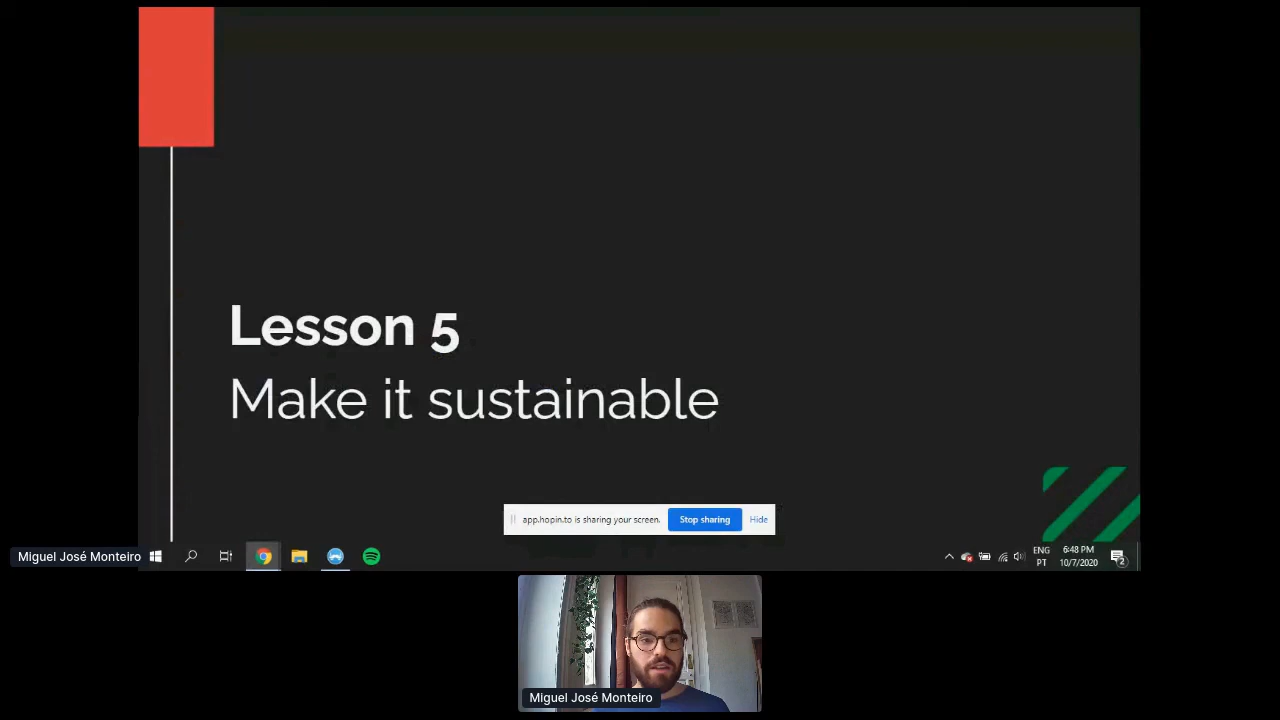 Lesson 5
Make it sustainable
app.hopin.to is sharing your screen.
Stop sharing
Hide
Miguel José Monteiro
ENG
PT
6:48 PM
10/7/2020
2
Miguel José Monteiro